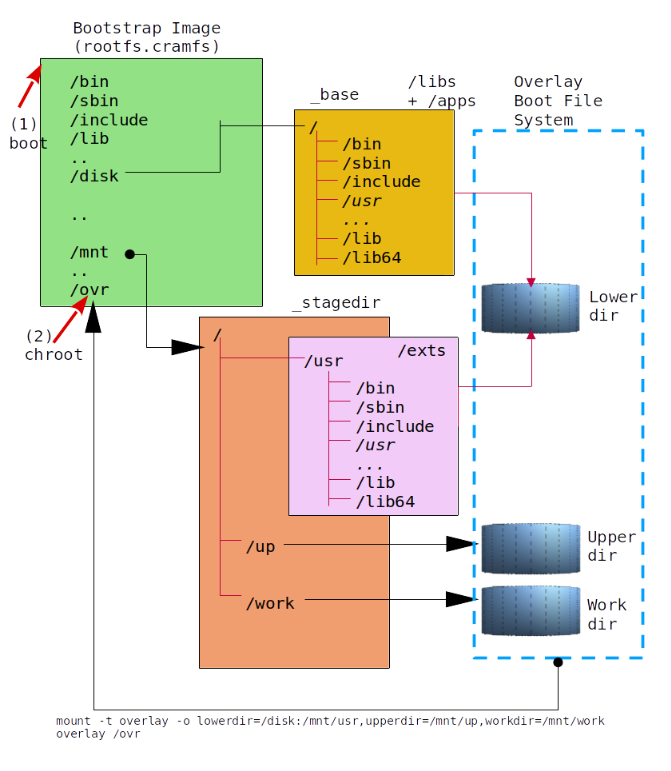 Bootstrap Image
(rootfs.cramfs)
/bin
/sbin
/include
/lib
..
/disk
..
/mnt
..
/ovr
(1)
boot
(2)
chroot
_base
/libs
+ /apps
/
/bin
/sbin
/include
/usr
...
/lib
/lib64
Overlay
Boot File
System
Lower
dir
_stagedir
/
/exts
/usr
/bin
/sbin
/include
/usr
...
/lib
/lib64
/up
/work
Upper
dir
Work
dir
mount -t overlay -o lowerdir=/disk:/mnt/usr,upperdir=/mnt/up,workdir=/mnt/work
overlay /ovr